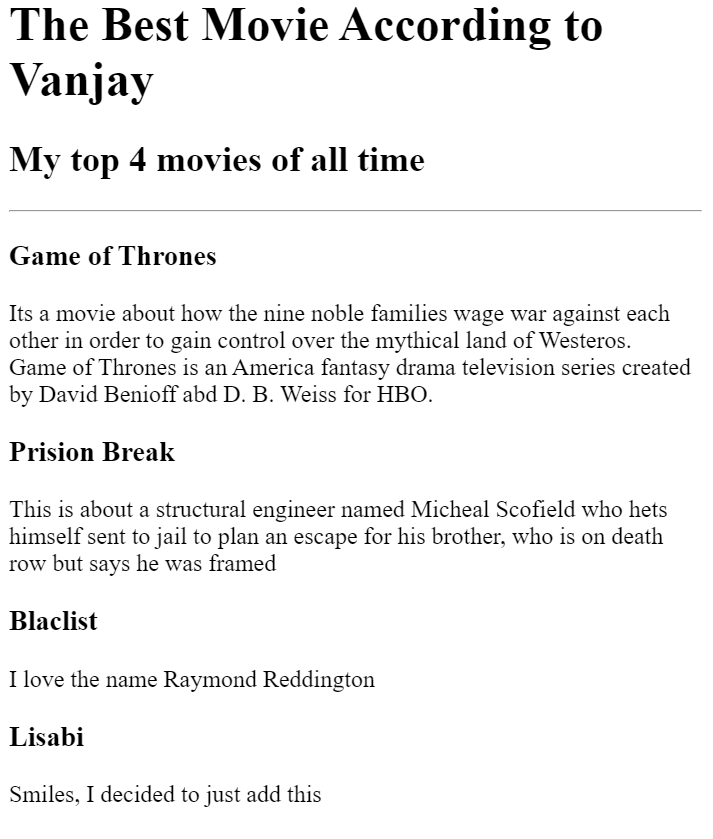 The Best Movie According to
Vanjay
My top 4 movies of all time
Game of Thrones
Its a movie about how the nine noble families wage war against each
other in order to gain control over the mythical land of Westeros.
Game of Thrones is an America fantasy drama television series created
by David Benioff abd D. B. Weiss for HBO.
Prision Break
This is about a structural engineer named Micheal Scofield who hets
himself sent to jail to plan an escape for his brother, who is on death
row but says he was framed
Blaclist
I love the name Raymond Reddington
Lisabi
Smiles, I decided to just add this